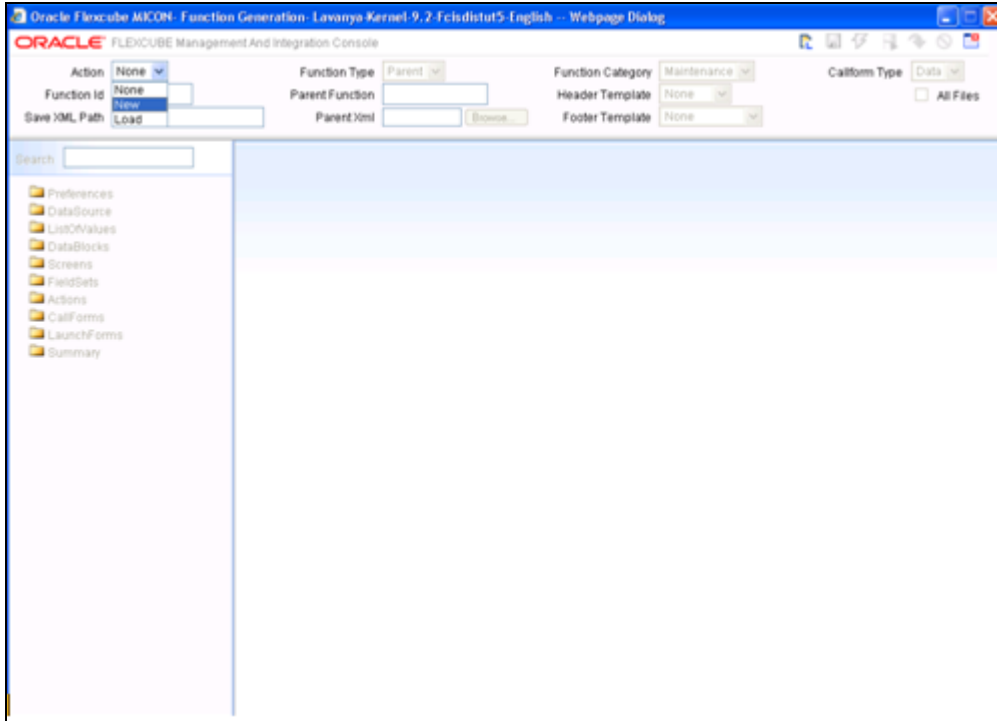 Oracle Flexcube MICON- Function Generation- Lavanya-Kernel-9,2-Fcisdistut5-English -- Webpage Dialog
ORACLE FLEXCUBE Management And Integration Console
Action None Function Type Parent Function Category Maintenance Callform Type Data
None
New
Load
Function Id Parent Function Header Template None All Files
Save XML Path Parent Xml Browse... Footer Template None
Search
Preferences
DataSource
ListOfValues
DataBlocks
Screens
FieldSets
Actions
CallForms
LaunchForms
Summary